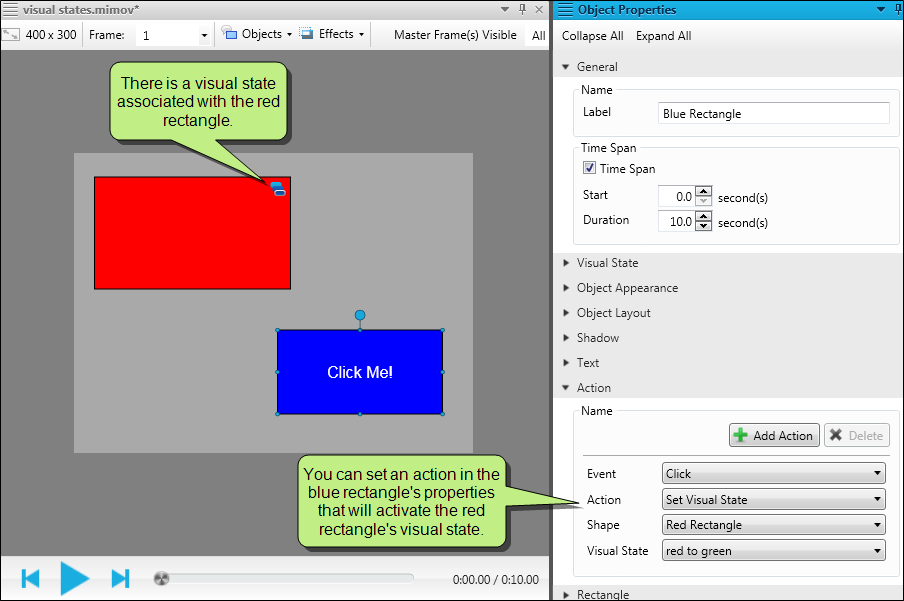 visual states.mimov*
400 x 300
Frame:
1
Objects
Effects
Master Frame(s) Visible
All
There is a visual state
associated with the red
rectangle.
Click Me!
You can set an action in the
blue rectangle's properties
that will activate the red
rectangle's visual state.
0:00.00 / 0:10.00
Object Properties
Collapse All Expand All
General
Name
Label Blue Rectangle
Time Span
Time Span
Start 0.0 second(s)
Duration 10.0 second(s)
Visual State
Object Appearance
Object Layout
Shadow
Text
Action
Name
Add Action Delete
Event Click
Action Set Visual State
Shape Red Rectangle
Visual State red to green
Rectangle